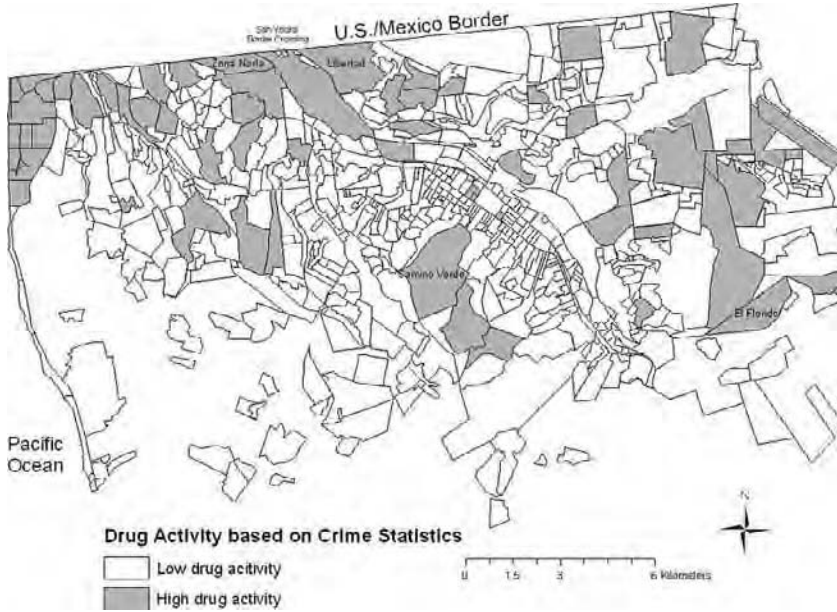 U.S./Mexico Border
San Ysidro
Border Crossing
Zona Norte
Libertad
Camino Verde
El Florido
Pacific
Ocean
N
Drug Activity based on Crime Statistics
Low drug acitivity
High drug activity
0 1.5 3 6 Kilometers